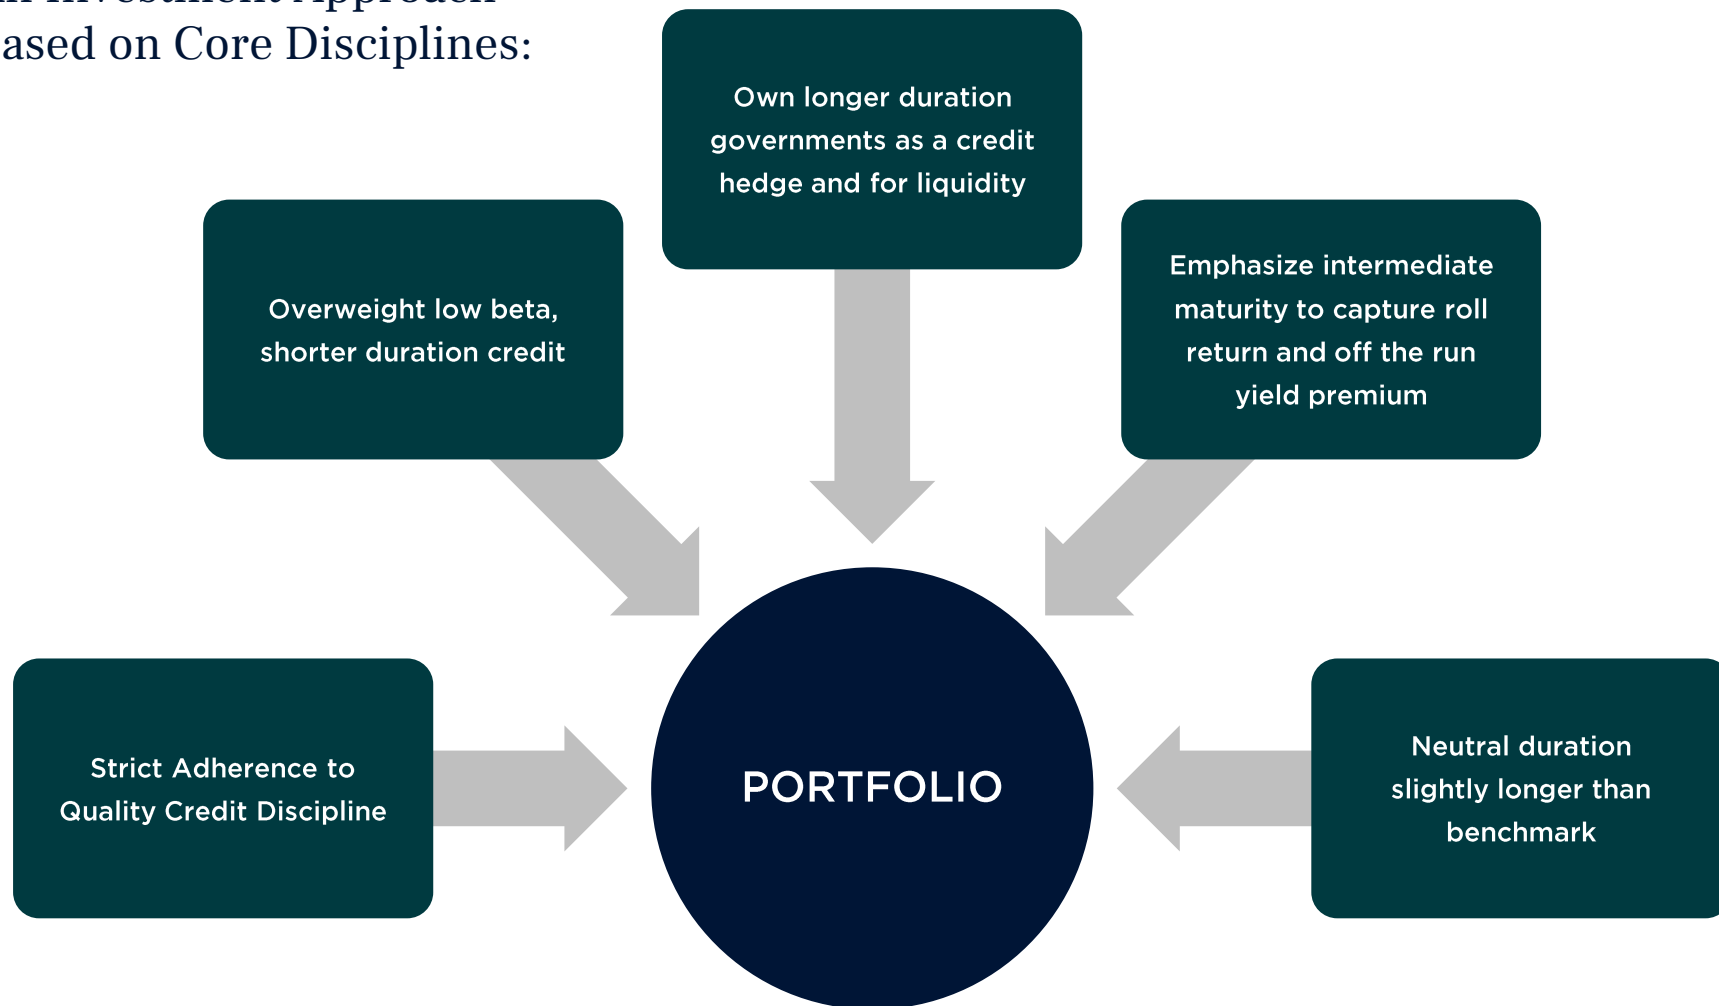 Investment Approach
ased on Core Disciplines:
Own longer duration
governments as a credit
hedge and for liquidity
Overweight low beta,
shorter duration credit
Emphasize intermediate
maturity to capture roll
return and off the run
yield premium
Strict Adherence to
Quality Credit Discipline
PORTFOLIO
Neutral duration
slightly longer than
benchmark